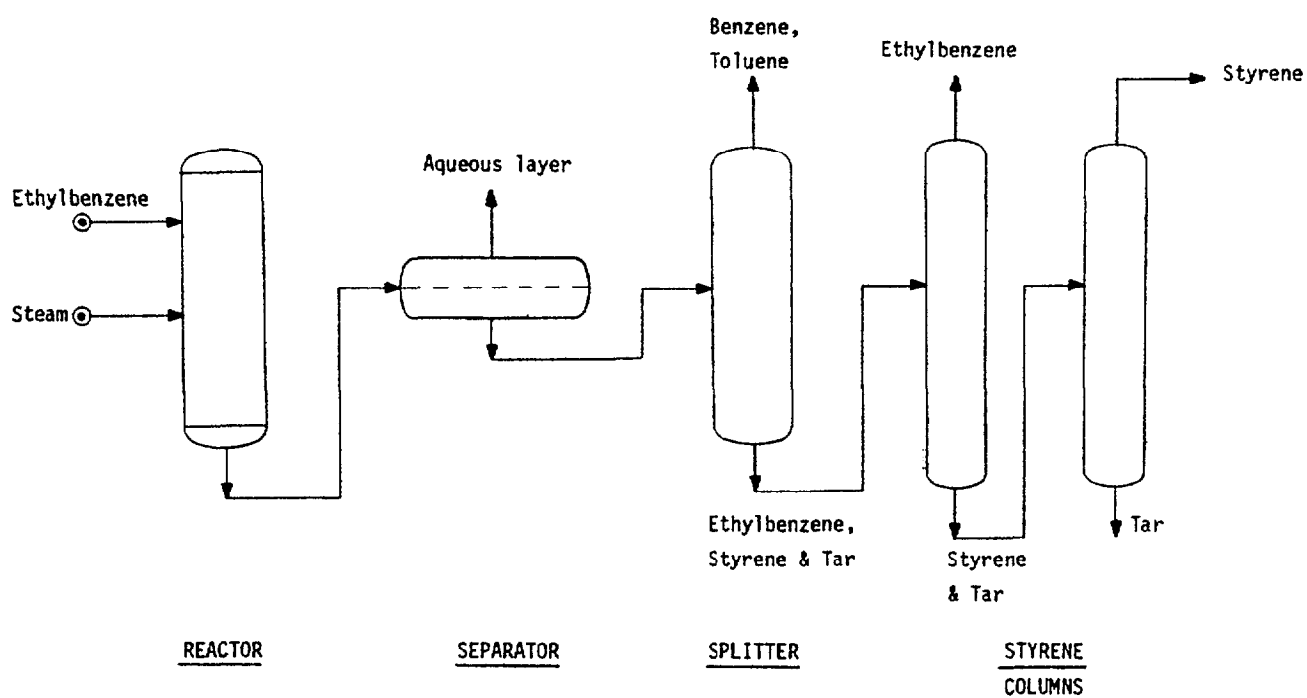 Benzene,
Toluene
Ethylbenzene
Styrene
Aqueous layer
Ethylbenzene
Steam
Ethylbenzene,
Styrene & Tar
Styrene
& Tar
Tar
REACTOR
SEPARATOR
SPLITTER
STYRENE
COLUMNS